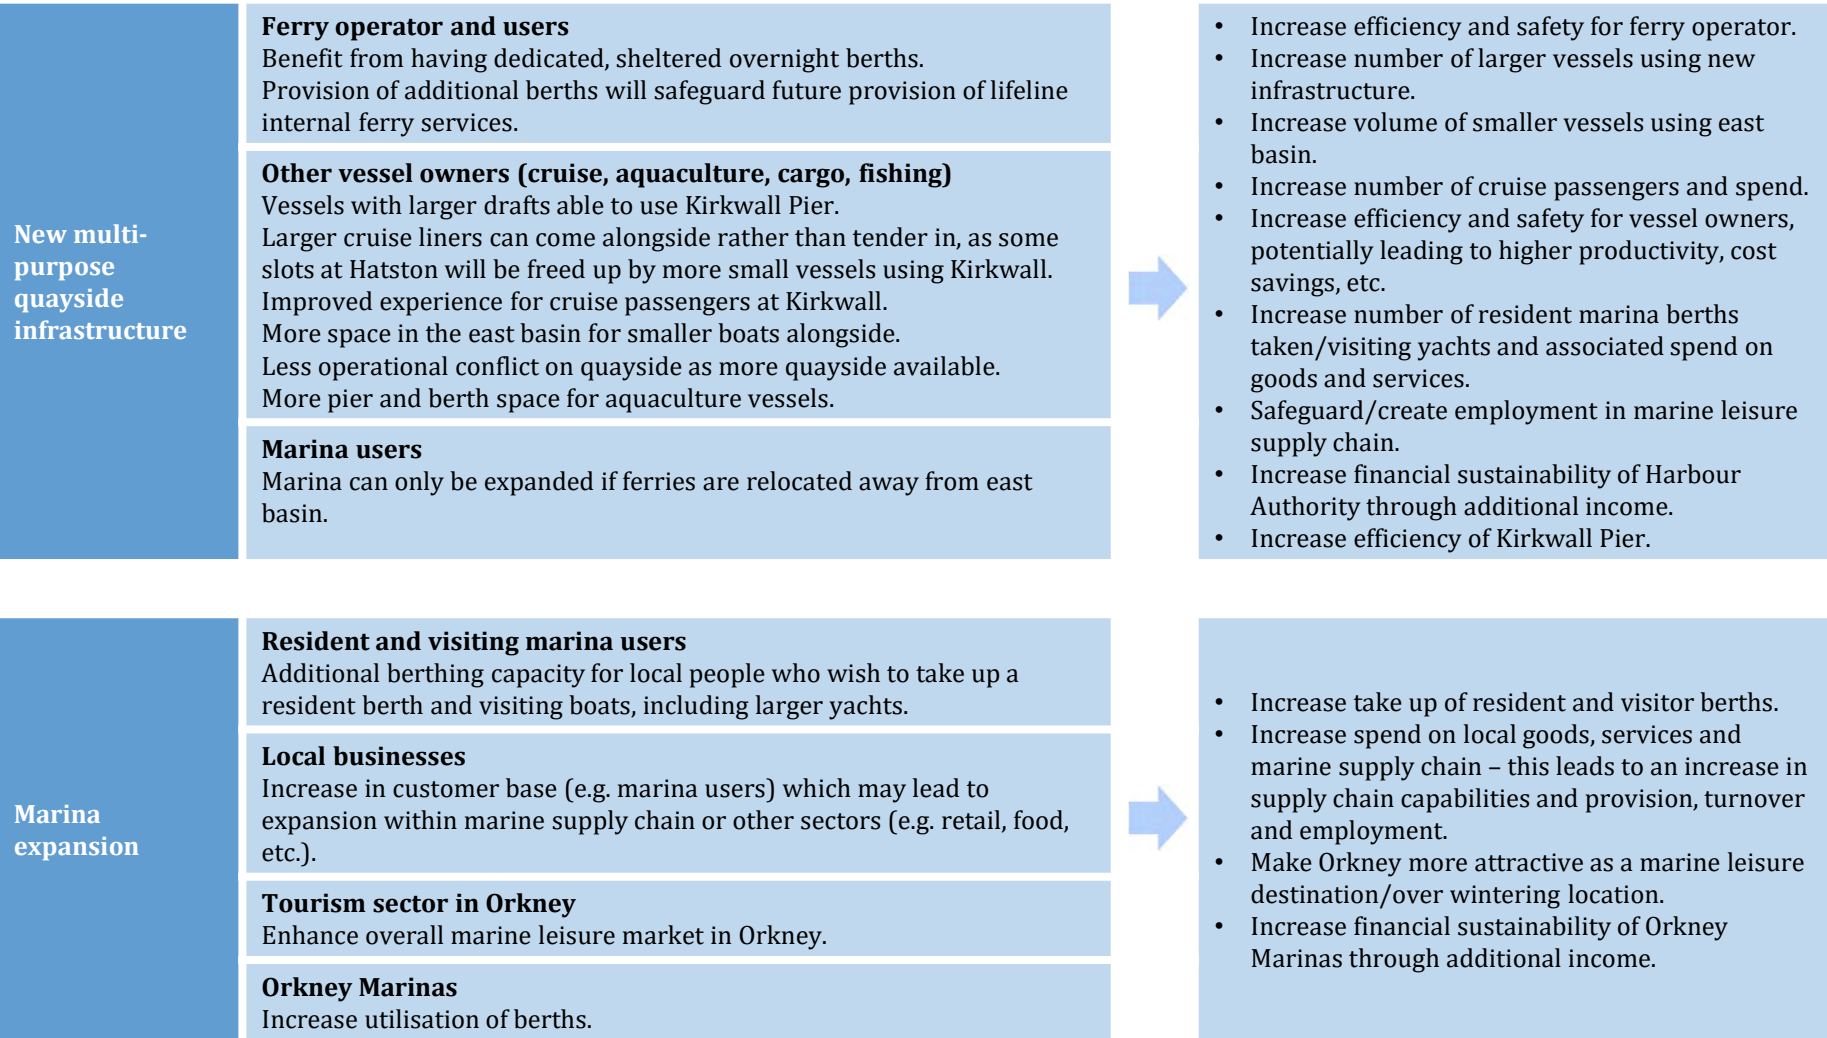 New multi-
purpose
quayside
infrastructure
Ferry operator and users
Benefit from having dedicated, sheltered overnight berths.
Provision of additional berths will safeguard future provision of lifeline
internal ferry services.
Other vessel owners (cruise, aquaculture, cargo, fishing)
Vessels with larger drafts able to use Kirkwall Pier.
Larger cruise liners can come alongside rather than tender in, as some
slots at Hatston will be freed up by more small vessels using Kirkwall.
Improved experience for cruise passengers at Kirkwall.
More space in the east basin for smaller boats alongside.
Less operational conflict on quayside as more quayside available.
More pier and berth space for aquaculture vessels.
Marina users
Marina can only be expanded if ferries are relocated away from east
basin.
• Increase efficiency and safety for ferry operator.
• Increase number of larger vessels using new
infrastructure.
• Increase volume of smaller vessels using east
basin.
• Increase number of cruise passengers and spend.
• Increase efficiency and safety for vessel owners,
potentially leading to higher productivity, cost
savings, etc.
• Increase number of resident marina berths
taken/visiting yachts and associated spend on
goods and services.
• Safeguard/create employment in marine leisure
supply chain.
• Increase financial sustainability of Harbour
Authority through additional income.
• Increase efficiency of Kirkwall Pier.
Marina
expansion
Resident and visiting marina users
Additional berthing capacity for local people who wish to take up a
resident berth and visiting boats, including larger yachts.
Local businesses
Increase in customer base (e.g. marina users) which may lead to
expansion within marine supply chain or other sectors (e.g. retail, food,
etc.).
Tourism sector in Orkney
Enhance overall marine leisure market in Orkney.
Orkney Marinas
Increase utilisation of berths.
• Increase take up of resident and visitor berths.
• Increase spend on local goods, services and
marine supply chain – this leads to an increase in
supply chain capabilities and provision, turnover
and employment.
• Make Orkney more attractive as a marine leisure
destination/over wintering location.
• Increase financial sustainability of Orkney
Marinas through additional income.